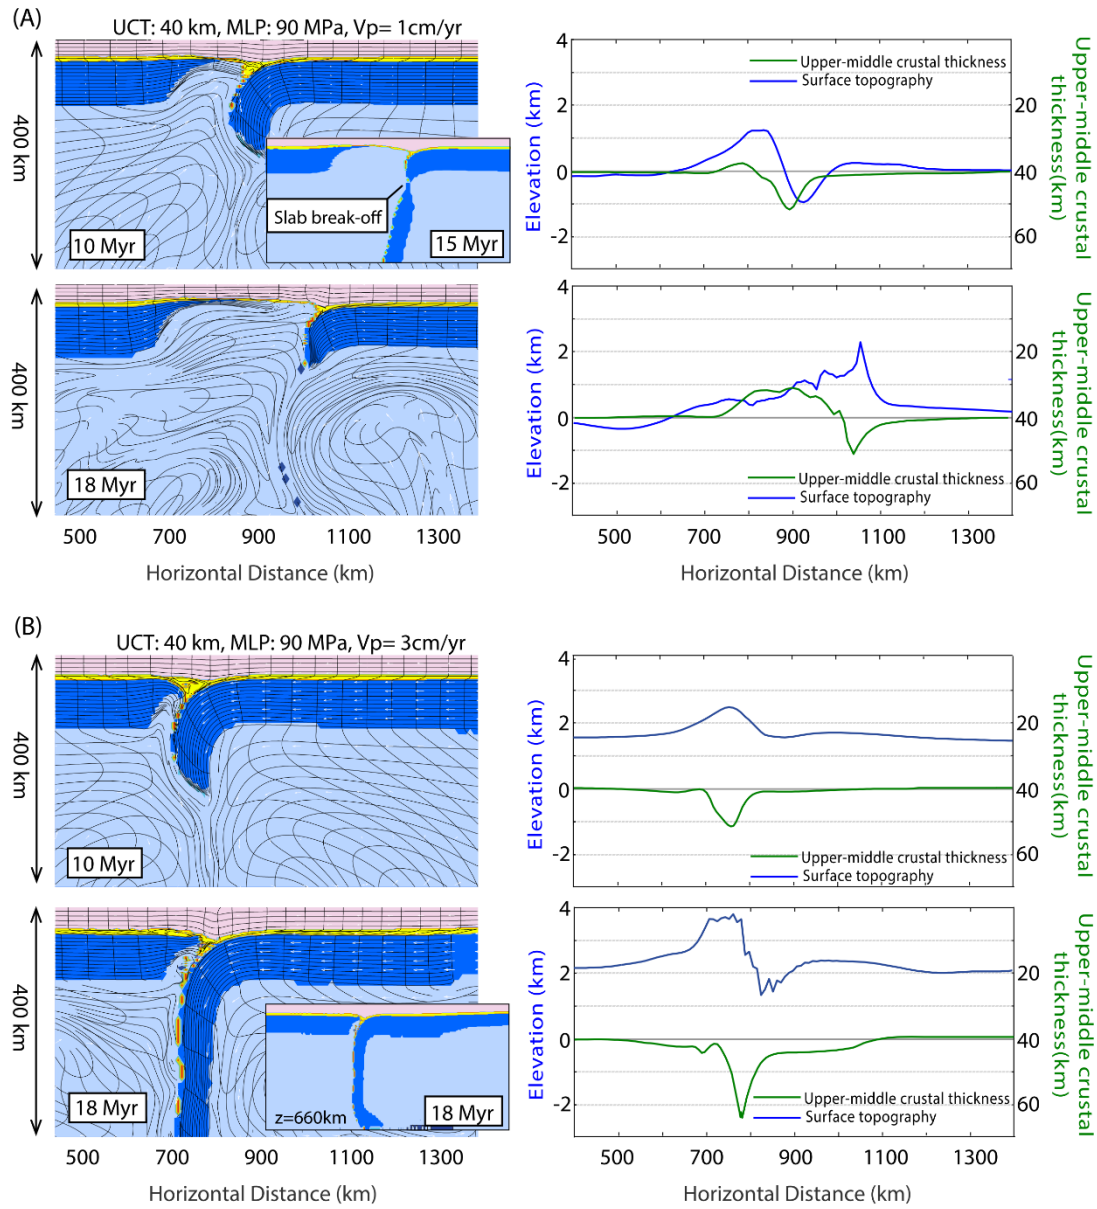 (A)
UCT: 40 km, MLP: 90 MPa, Vp= 1cm/yr
400 km
10 Myr
Slab break-off
15 Myr
4
2
0
-2
Elevation (km)
Upper-middle crustal thickness
Surface topography
20
40
60
Upper-middle crustal
thickness(km)
400 km
18 Myr
500 700 900 1100 1300
Horizontal Distance (km)
4
2
0
-2
Elevation (km)
Upper-middle crustal thickness
Surface topography
20
40
60
Upper-middle crustal
thickness(km)
500 700 900 1100 1300
Horizontal Distance (km)
(B)
UCT: 40 km, MLP: 90 MPa, Vp= 3cm/yr
400 km
10 Myr
4
2
0
-2
Elevation (km)
Upper-middle crustal thickness
Surface topography
20
40
60
Upper-middle crustal
thickness(km)
400 km
18 Myr
z=660km
18 Myr
500 700 900 1100 1300
Horizontal Distance (km)
4
2
0
-2
Elevation (km)
Upper-middle crustal thickness
Surface topography
20
40
60
Upper-middle crustal
thickness(km)
500 700 900 1100 1300
Horizontal Distance (km)